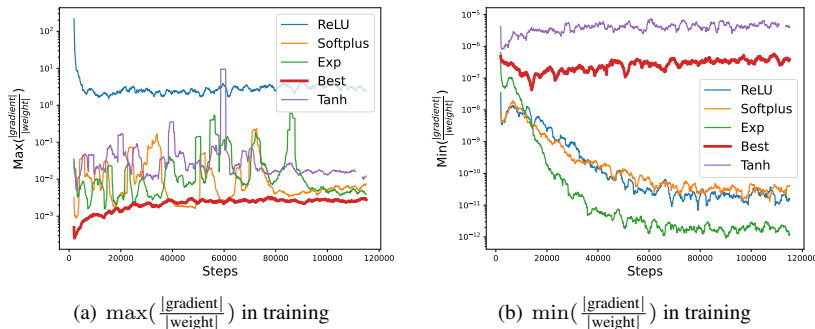 10^2
10^1
10^0
10^-1
10^-2
10^-3
Max(|gradient|/|weight|)
ReLU
Softplus
Exp
Best
Tanh
0 20000 40000 60000 80000 100000 120000
Steps
(a) max(|gradient|/|weight|) in training
10^-5
10^-6
10^-7
10^-8
10^-9
10^-10
10^-11
10^-12
Min(|gradient|/|weight|)
ReLU
Softplus
Exp
Best
Tanh
0 20000 40000 60000 80000 100000 120000
Steps
(b) min(|gradient|/|weight|) in training